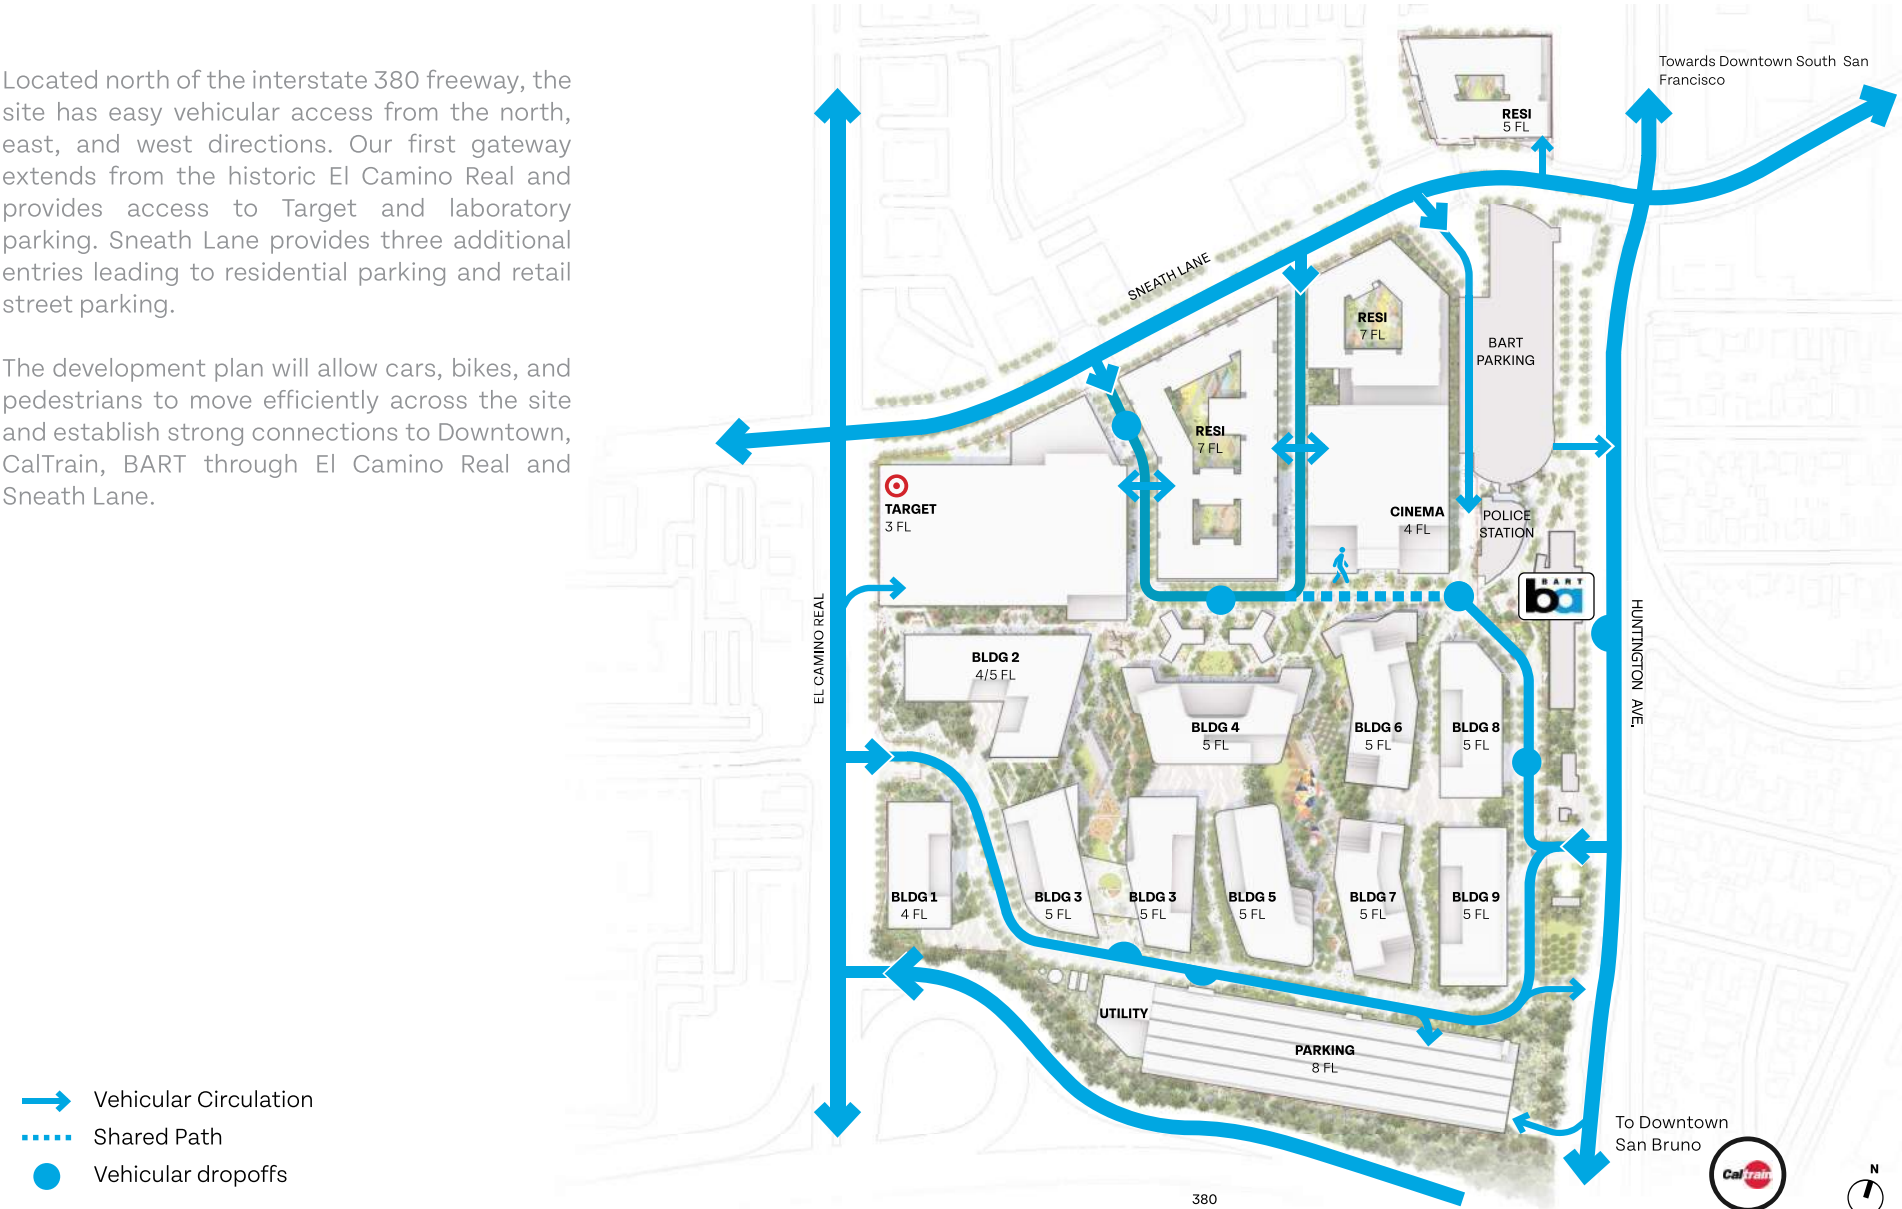 Located north of the interstate 380 freeway, the
site has easy vehicular access from the north,
east, and west directions. Our first gateway
extends from the historic El Camino Real and
provides access to Target and laboratory
parking. Sneath Lane provides three additional
entries leading to residential parking and retail
street parking.
The development plan will allow cars, bikes, and
pedestrians to move efficiently across the site
and establish strong connections to Downtown,
CalTrain, BART through El Camino Real and
Sneath Lane.
Vehicular Circulation
Shared Path
Vehicular dropoffs
Towards Downtown South San
Francisco
RESI
5 FL
SNEATH LANE
RESI
7 FL
BART
PARKING
RESI
7 FL
TARGET
3 FL
CINEMA
4 FL
POLICE
STATION
BART
ba
EL CAMINO REAL
HUNTINGTON AVE.
BLDG 2
4/5 FL
BLDG 4
5 FL
BLDG 6
5 FL
BLDG 8
5 FL
BLDG 1
4 FL
BLDG 3
5 FL
BLDG 3
5 FL
BLDG 5
5 FL
BLDG 7
5 FL
BLDG 9
5 FL
UTILITY
PARKING
8 FL
To Downtown
San Bruno
Caltrain
N
380